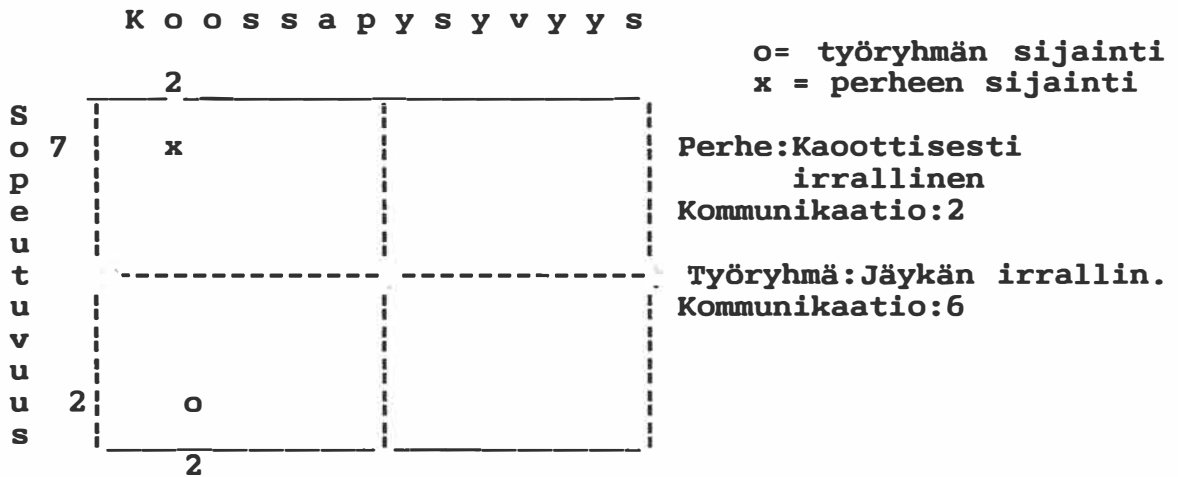 K o o s s a p y s y v y y s
o= työryhmän sijainti
2
x = perheen sijainti
S o p e u t u v u u s
7
x
Perhe:Kaoottisesti
irrallinen
Kommunikaatio:2
Työryhmä:Jäykän irrallin.
Kommunikaatio:6
2
o
2